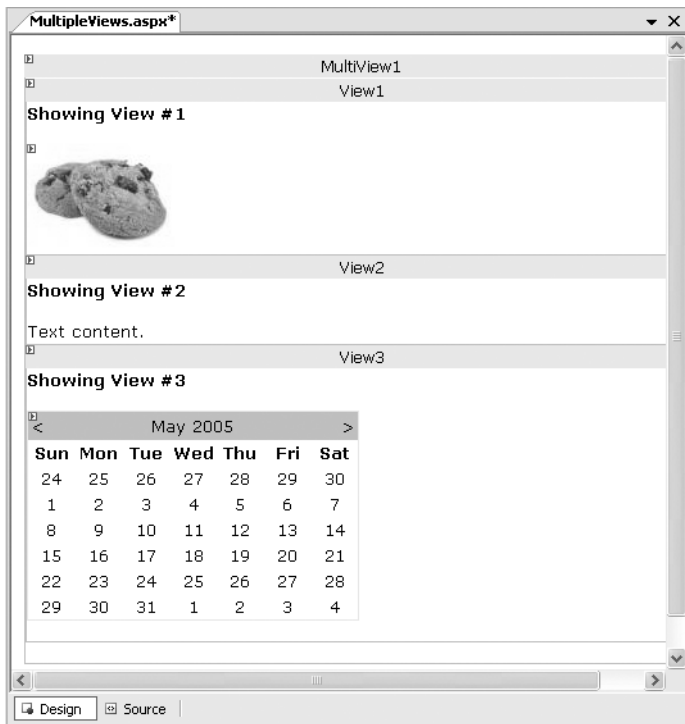 MultipleViews.aspx*
MultiView1
View1
Showing View #1
View2
Showing View #2
Text content.
View3
Showing View #3
< May 2005 >
Sun Mon Tue Wed Thu Fri Sat
24 25 26 27 28 29 30
1 2 3 4 5 6 7
8 9 10 11 12 13 14
15 16 17 18 19 20 21
22 23 24 25 26 27 28
29 30 31 1 2 3 4
Design Source